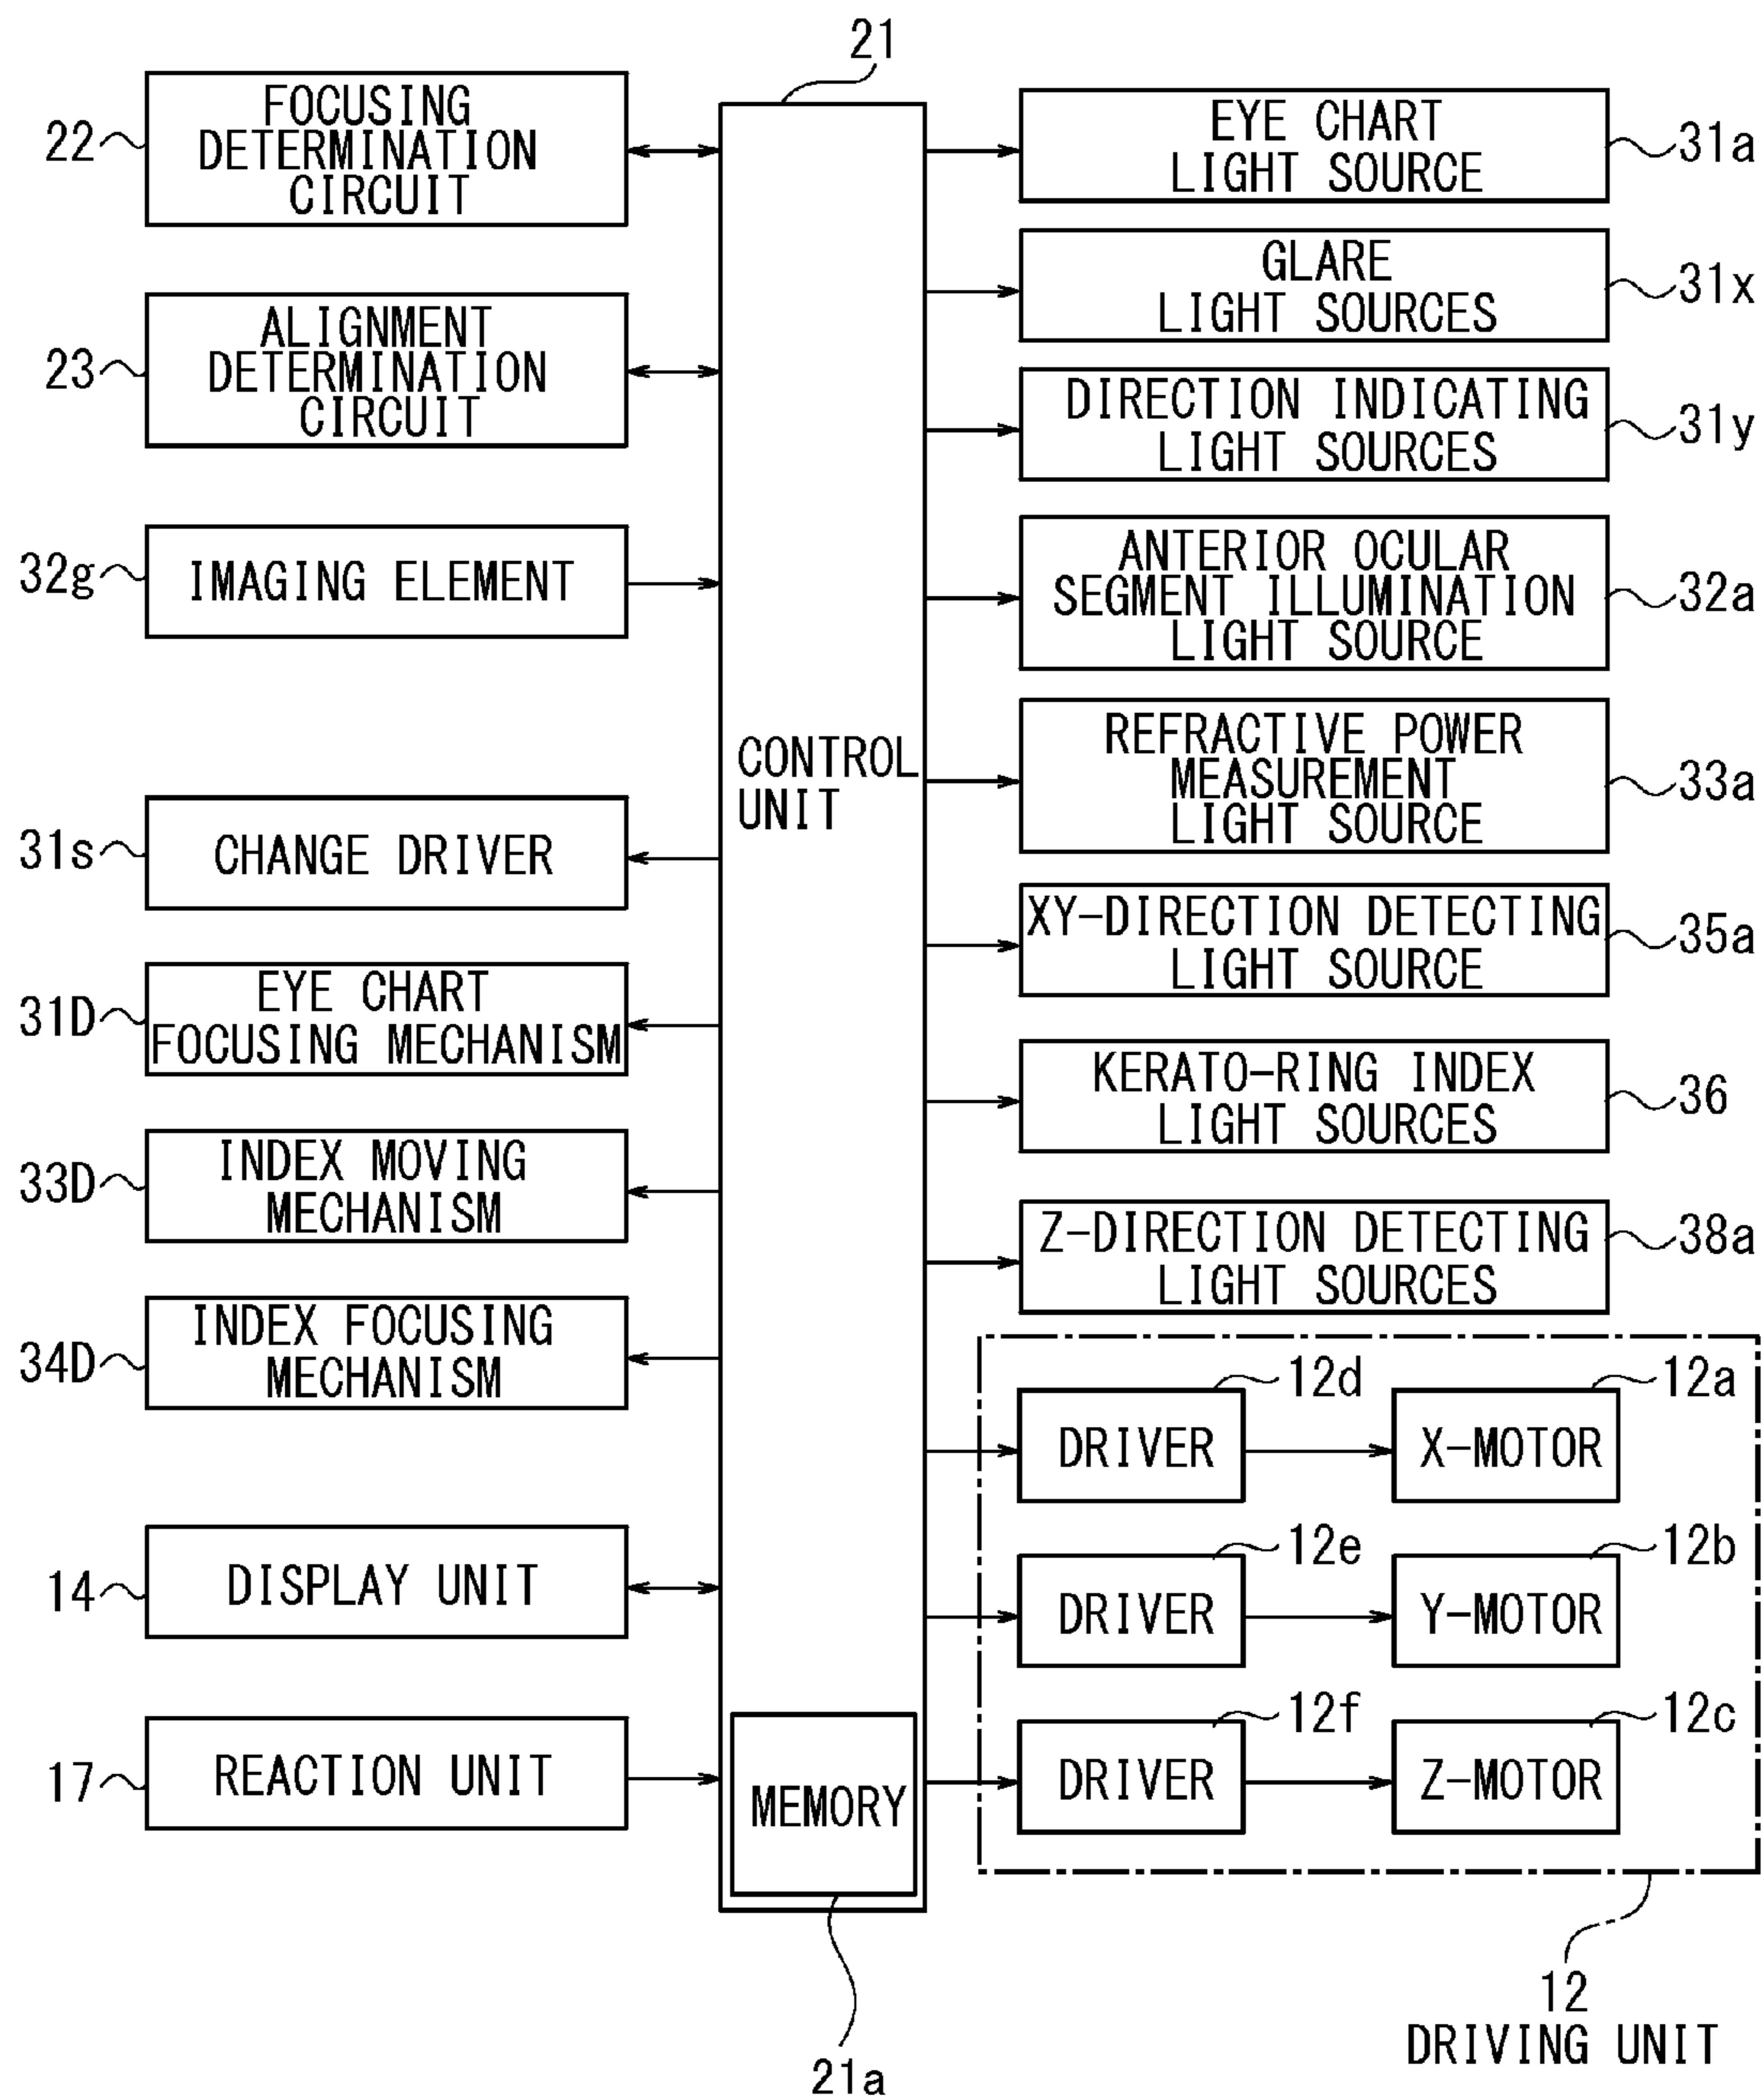 21
22
FOCUSING
DETERMINATION
CIRCUIT
23
ALIGNMENT
DETERMINATION
CIRCUIT
32g
IMAGING ELEMENT
31s
CHANGE DRIVER
31D
EYE CHART
FOCUSING MECHANISM
33D
INDEX MOVING
MECHANISM
34D
INDEX FOCUSING
MECHANISM
14
DISPLAY UNIT
17
REACTION UNIT
CONTROL
UNIT
MEMORY
21a
EYE CHART
LIGHT SOURCE
31a
GLARE
LIGHT SOURCES
31x
DIRECTION INDICATING
LIGHT SOURCES
31y
ANTERIOR OCULAR
SEGMENT ILLUMINATION
LIGHT SOURCE
32a
REFRACTIVE POWER
MEASUREMENT
LIGHT SOURCE
33a
XY-DIRECTION DETECTING
LIGHT SOURCE
35a
KERATO-RING INDEX
LIGHT SOURCES
36
Z-DIRECTION DETECTING
LIGHT SOURCES
38a
12d
12a
DRIVER
X-MOTOR
12e
12b
DRIVER
Y-MOTOR
12f
12c
DRIVER
Z-MOTOR
12
DRIVING UNIT